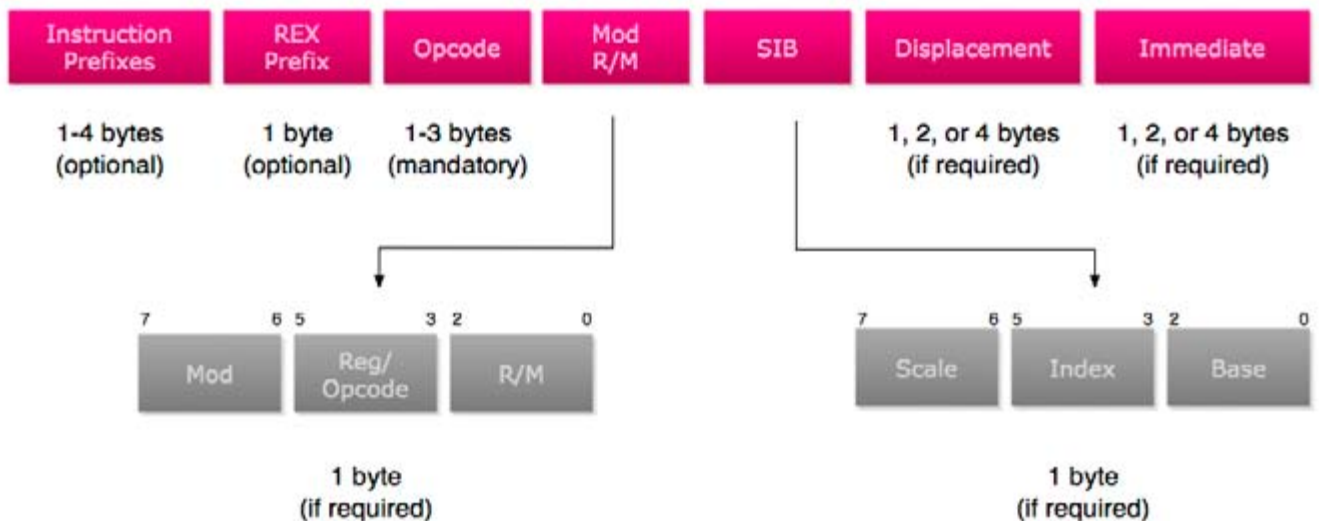 Instruction Prefixes
REX Prefix
Opcode
Mod R/M
SIB
Displacement
Immediate
1-4 bytes
(optional)
1 byte
(optional)
1-3 bytes
(mandatory)
1, 2, or 4 bytes
(if required)
1, 2, or 4 bytes
(if required)
7 6 5 3 2 0
Mod
Reg/
Opcode
R/M
1 byte
(if required)
7 6 5 3 2 0
Scale
Index
Base
1 byte
(if required)